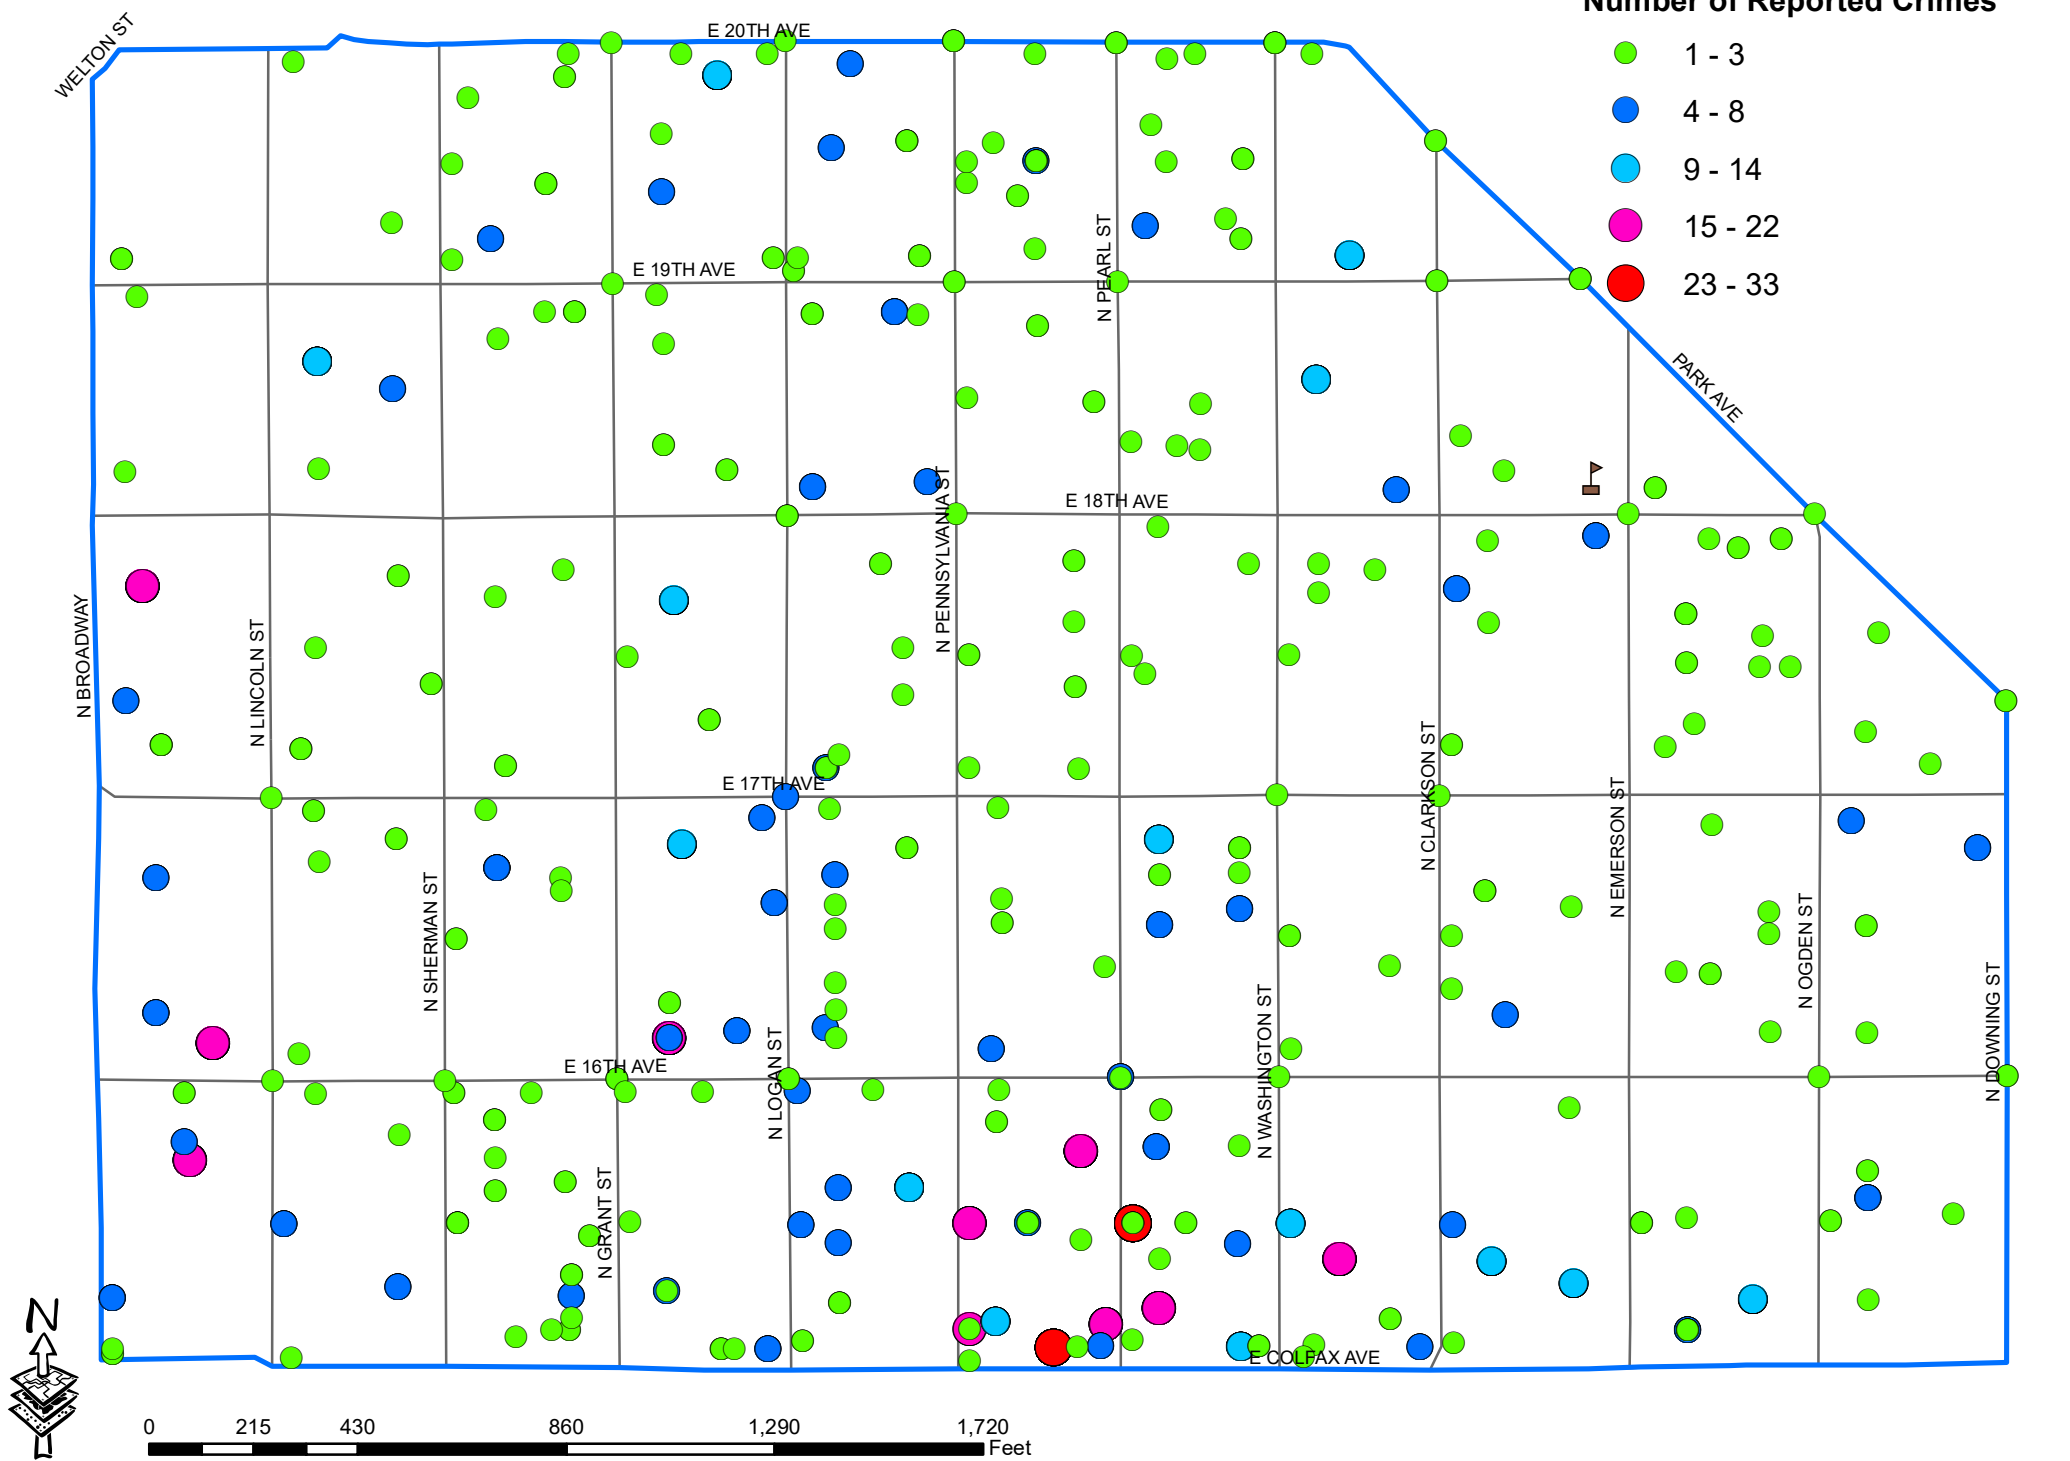 Number of Reported Crimes
1 - 3
4 - 8
9 - 14
15 - 22
23 - 33
WELTON ST
E 20TH AVE
N PEARL ST
E 19TH AVE
PARK AVE
E 18TH AVE
N PENNSYLVANIA ST
N BROADWAY
N LINCOLN ST
E 17TH AVE
N CLARKSON ST
N EMERSON ST
N SHERMAN ST
N OGDEN ST
N DOWNING ST
N WASHINGTON ST
N LOGAN ST
E 16TH AVE
N GRANT ST
E COLFAX AVE
N
0 215 430 860 1,290 1,720
Feet